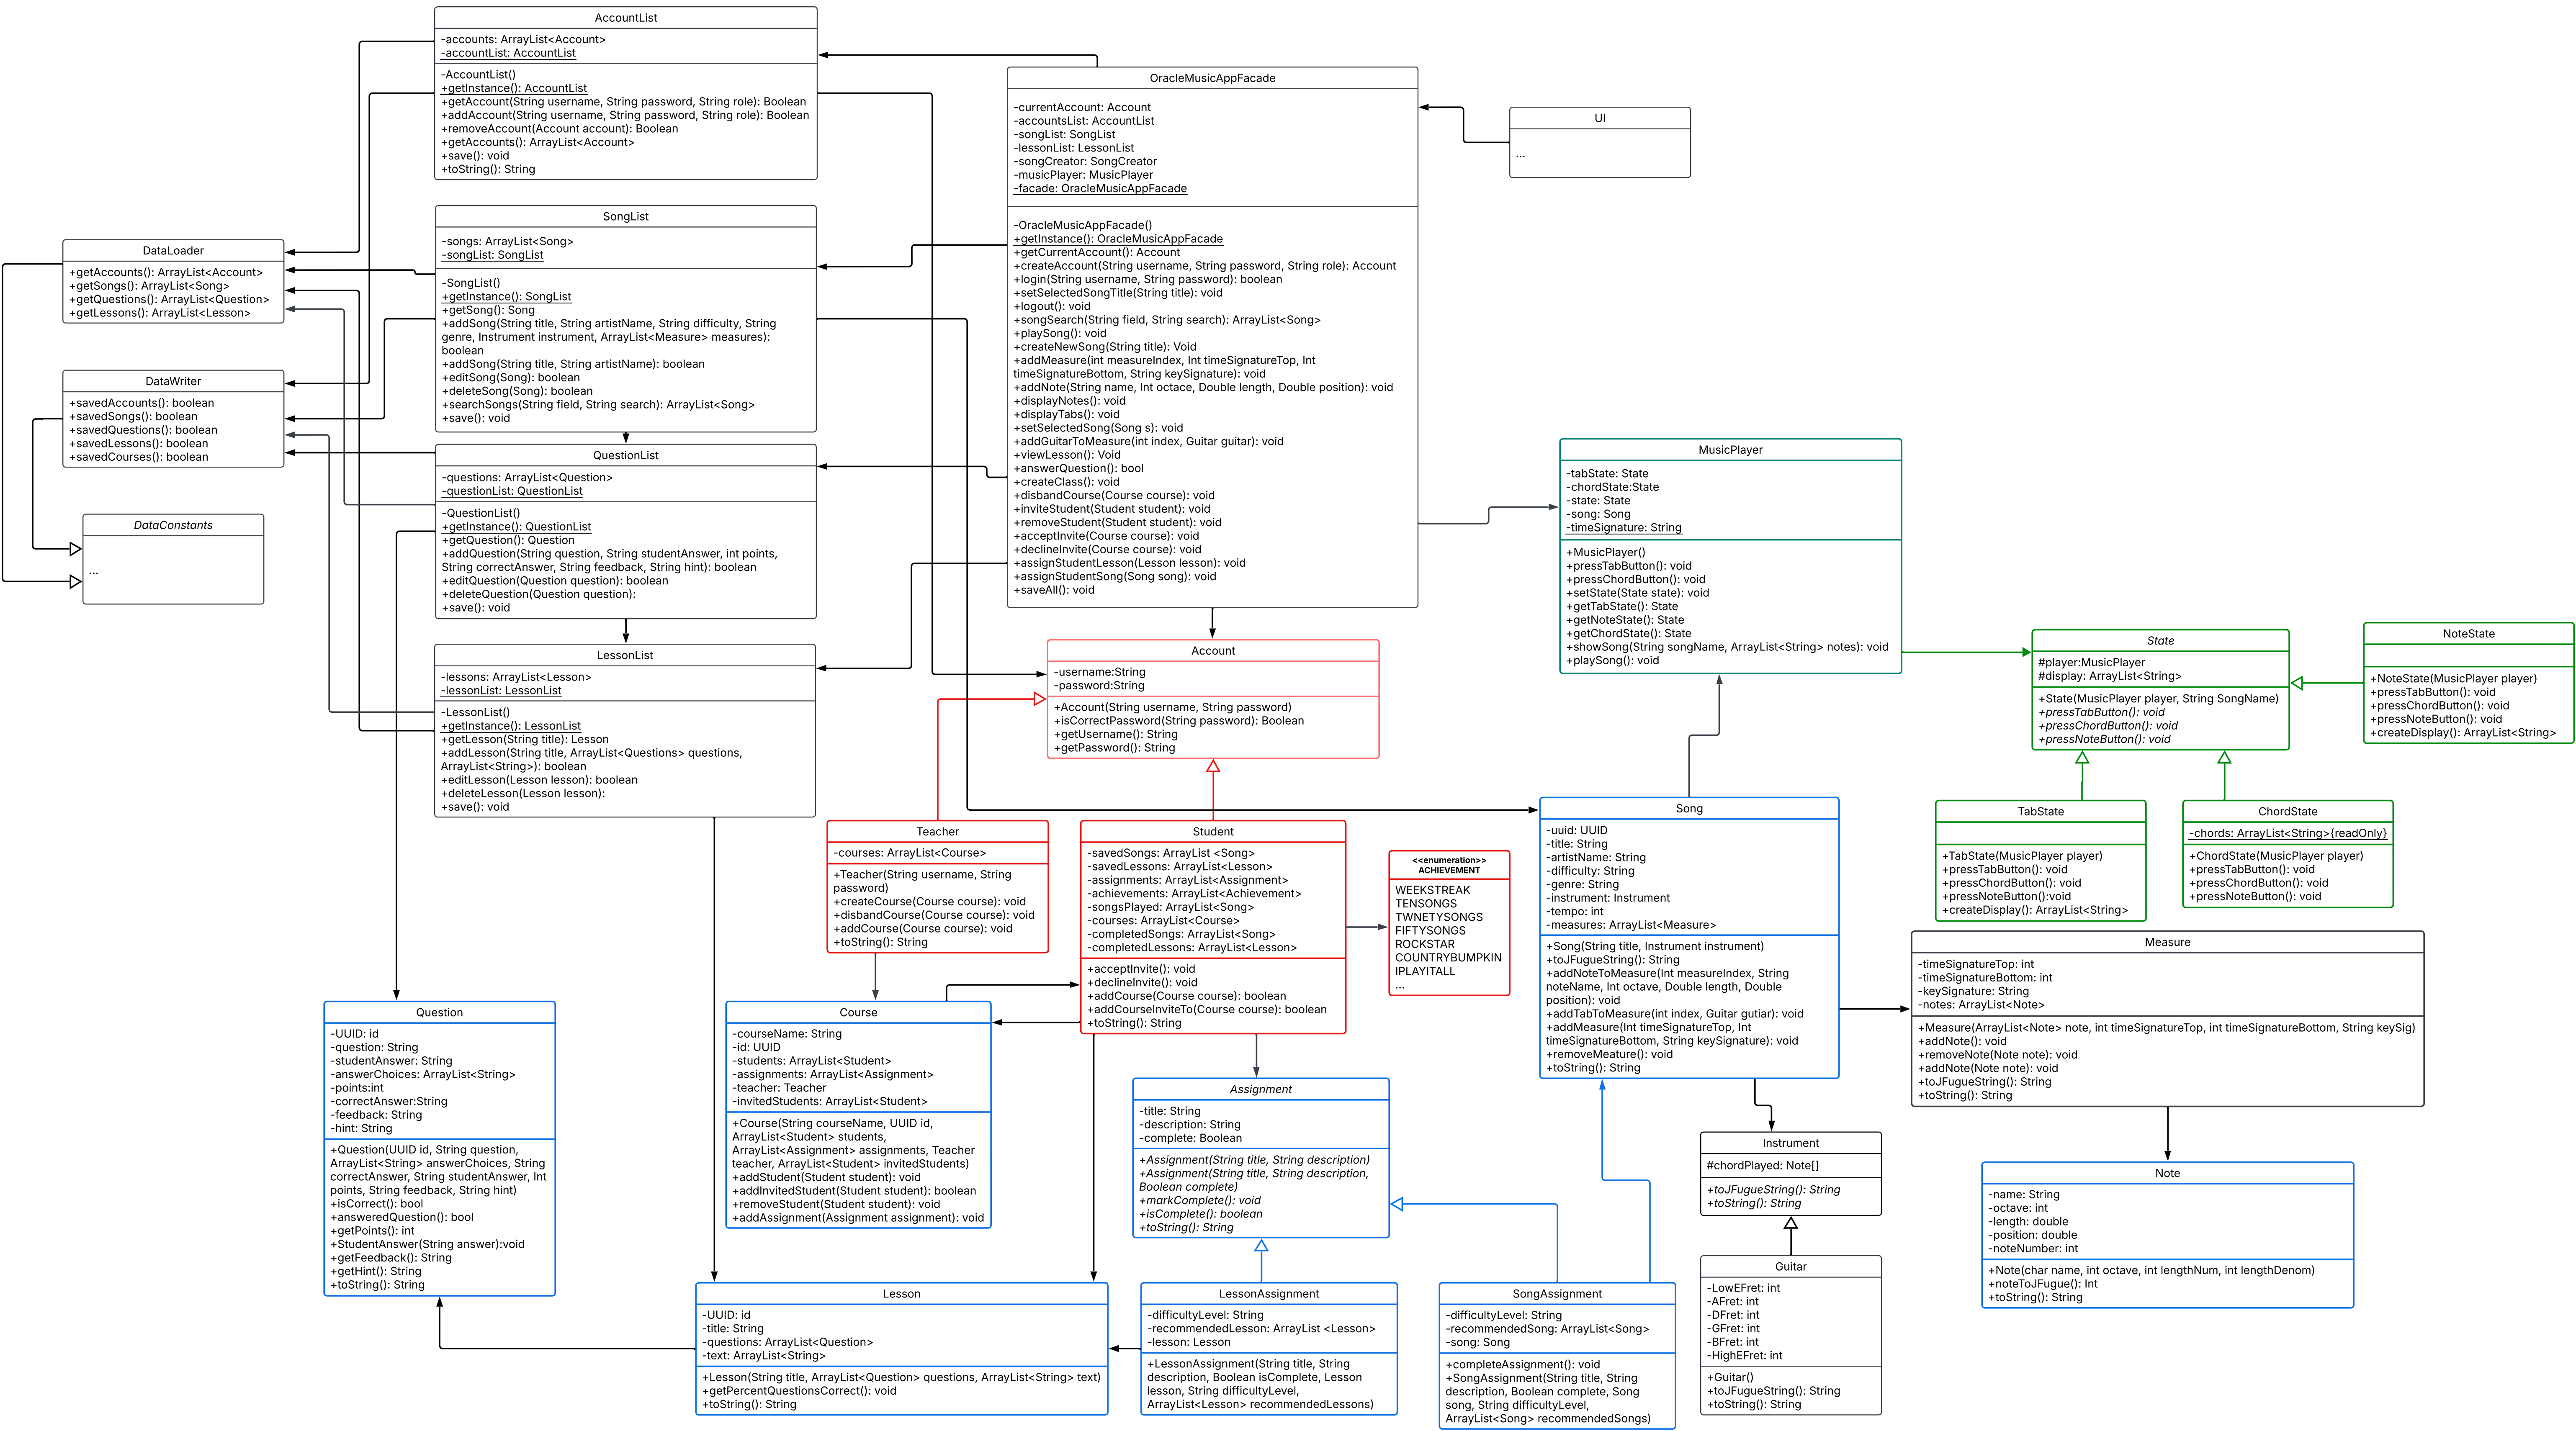 AccountList
-accounts: ArrayList<Account>
-accountList: AccountList
-AccountList()
+getInstance(): AccountList
+getAccount(String username, String password, String role): Boolean
+addAccount(String username, String password, String role): Boolean
+removeAccount(Account account): Boolean
+getAccounts(): ArrayList<Account>
+save(): void
+toString(): String
OracleMusicAppFacade
-currentAccount: Account
-accountsList: AccountList
-songList: SongList
-lessonList: LessonList
-songCreator: SongCreator
-musicPlayer: MusicPlayer
-facade: OracleMusicAppFacade
-OracleMusicAppFacade()
+getInstance(): OracleMusicAppFacade
+getCurrentAccount(): Account
+createAccount(String username, String password, String role): Account
+login(String username, String password): boolean
+setSelectedSongTitle(String title): void
+logout(): void
+songSearch(String field, String search): ArrayList<Song>
+playSong(): void
+createNewSong(String title): Void
+addMeasure(int measureIndex, Int timeSignatureTop, Int
timeSignatureBottom, String keySignature): void
+addNote(String name, Int octace, Double length, Double position): void
+displayNotes(): void
+displayTabs(): void
+setSelectedSong(Song s): void
+addGuitarToMeasure(int index, Guitar guitar): void
+viewLesson(): Void
+answerQuestion(): bool
+createClass(): void
+disbandCourse(Course course): void
+inviteStudent(Student student): void
+removeStudent(Student student): void
+acceptInvite(Course course): void
+declineInvite(Course course): void
+assignStudentLesson(Lesson lesson): void
+assignStudentSong(Song song): void
+saveAll(): void
UI
...
SongList
-songs: ArrayList<Song>
-songList: SongList
-SongList()
+getInstance(): SongList
+getSong(): Song
+addSong(String title, String artistName, String difficulty, String
genre, Instrument instrument, ArrayList<Measure> measures):
boolean
+addSong(String title, String artistName): boolean
+editSong(Song): boolean
+deleteSong(Song): boolean
+searchSongs(String field, String search): ArrayList<Song>
+save(): void
DataLoader
+getAccounts(): ArrayList<Account>
+getSongs(): ArrayList<Song>
+getQuestions(): ArrayList<Question>
+getLessons(): ArrayList<Lesson>
DataWriter
+savedAccounts(): boolean
+savedSongs(): boolean
+savedQuestions(): boolean
+savedLessons(): boolean
+savedCourses(): boolean
DataConstants
...
QuestionList
-questions: ArrayList<Question>
-questionList: QuestionList
-QuestionList()
+getInstance(): QuestionList
+getQuestion(): Question
+addQuestion(String question, String studentAnswer, int points,
String correctAnswer, String feedback, String hint): boolean
+editQuestion(Question question): boolean
+deleteQuestion(Question question):
+save(): void
LessonList
-lessons: ArrayList<Lesson>
-lessonList: LessonList
-LessonList()
+getInstance(): LessonList
+getLesson(String title): Lesson
+addLesson(String title, ArrayList<Questions> questions,
ArrayList<String>): boolean
+editLesson(Lesson lesson): boolean
+deleteLesson(Lesson lesson):
+save(): void
Account
-username:String
-password:String
+Account(String username, String password)
+isCorrectPassword(String password): Boolean
+getUsername(): String
+getPassword(): String
MusicPlayer
-tabState: State
-chordState:State
-state: State
-song: Song
-timeSignature: String
+MusicPlayer()
+pressTabButton(): void
+pressChordButton(): void
+setState(State state): void
+getTabState(): State
+getNoteState(): State
+getChordState(): State
+showSong(String songName, ArrayList<String> notes): void
+playSong(): void
State
#player:MusicPlayer
#display: ArrayList<String>
+State(MusicPlayer player, String SongName)
+pressTabButton(): void
+pressChordButton(): void
+pressNoteButton(): void
NoteState
+NoteState(MusicPlayer player)
+pressTabButton(): void
+pressChordButton(): void
+pressNoteButton(): void
+createDisplay(): ArrayList<String>
TabState
+TabState(MusicPlayer player)
+pressTabButton(): void
+pressChordButton(): void
+pressNoteButton():void
+createDisplay(): ArrayList<String>
ChordState
-chords: ArrayList<String>{readOnly}
+ChordState(MusicPlayer player)
+pressTabButton(): void
+pressChordButton(): void
+pressNoteButton(): void
Teacher
-courses: ArrayList<Course>
+Teacher(String username, String
password)
+createCourse(Course course): void
+disbandCourse(Course course): void
+addCourse(Course course): void
+toString(): String
Student
-savedSongs: ArrayList <Song>
-savedLessons: ArrayList<Lesson>
-assignments: ArrayList<Assignment>
-achievements: ArrayList<Achievement>
-songsPlayed: ArrayList<Song>
-courses: ArrayList<Course>
-completedSongs: ArrayList<Song>
-completedLessons: ArrayList<Lesson>
+acceptInvite(): void
+declineInvite(): void
+addCourse(Course course): boolean
+addCourseInviteTo(Course course): boolean
+toString(): String
<<enumeration>>
ACHIEVEMENT
WEEKSTREAK
TENSONGS
TWNETYSONGS
FIFTYSONGS
ROCKSTAR
COUNTRYBUMPKIN
IPLAYITALL
...
Song
-uuid: UUID
-title: String
-artistName: String
-difficulty: String
-genre: String
-instrument: Instrument
-tempo: int
-measures: ArrayList<Measure>
+Song(String title, Instrument instrument)
+toJFugueString(): String
+addNoteToMeasure(Int measureIndex, String
noteName, Int octave, Double length, Double
position): void
+addTabToMeasure(int index, Guitar gutiar): void
+addMeasure(Int timeSignatureTop, Int
timeSignatureBottom, String keySignature): void
+removeMeature(): void
+toString(): String
Measure
-timeSignatureTop: int
-timeSignatureBottom: int
-keySignature: String
-notes: ArrayList<Note>
+Measure(ArrayList<Note> note, int timeSignatureTop, int timeSignatureBottom, String keySig)
+addNote(): void
+removeNote(Note note): void
+addNote(Note note): void
+toJFugueString(): String
+toString(): String
Question
-UUID: id
-question: String
-studentAnswer: String
-answerChoices: ArrayList<String>
-points:int
-correctAnswer:String
-feedback: String
-hint: String
+Question(UUID id, String question,
ArrayList<String> answerChoices, String
correctAnswer, String studentAnswer, Int
points, String feedback, String hint)
+isCorrect(): bool
+answeredQuestion(): bool
+getPoints(): int
+StudentAnswer(String answer):void
+getFeedback(): String
+getHint(): String
+toString(): String
Course
-courseName: String
-id: UUID
-students: ArrayList<Student>
-assignments: ArrayList<Assignment>
-teacher: Teacher
-invitedStudents: ArrayList<Student>
+Course(String courseName, UUID id,
ArrayList<Student> students,
ArrayList<Assignment> assignments, Teacher
teacher, ArrayList<Student> invitedStudents)
+addStudent(Student student): void
+addInvitedStudent(Student student): boolean
+removeStudent(Student student): void
+addAssignment(Assignment assignment): void
Assignment
-title: String
-description: String
-complete: Boolean
+Assignment(String title, String description)
+Assignment(String title, String description,
Boolean complete)
+markComplete(): void
+isComplete(): boolean
+toString(): String
Instrument
#chordPlayed: Note[]
+toJFugueString(): String
+toString(): String
Note
-name: String
-octave: int
-length: double
-position: double
-noteNumber: int
+Note(char name, int octave, int lengthNum, int lengthDenom)
+noteToJFugue(): Int
+toString(): String
Guitar
-LowEFret: int
-AFret: int
-DFret: int
-GFret: int
-BFret: int
-HighEFret: int
+Guitar()
+toJFugueString(): String
+toString(): String
Lesson
-UUID: id
-title: String
-questions: ArrayList<Question>
-text: ArrayList<String>
+Lesson(String title, ArrayList<Question> questions, ArrayList<String> text)
+getPercentQuestionsCorrect(): void
+toString(): String
LessonAssignment
-difficultyLevel: String
-recommendedLesson: ArrayList <Lesson>
-lesson: Lesson
+LessonAssignment(String title, String
description, Boolean isComplete, Lesson
lesson, String difficultyLevel,
ArrayList<Lesson> recommendedLessons)
SongAssignment
-difficultyLevel: String
-recommendedSong: ArrayList<Song>
-song: Song
+completeAssignment(): void
+SongAssignment(String title, String
description, Boolean complete, Song
song, String difficultyLevel,
ArrayList<Song> recommendedSongs)